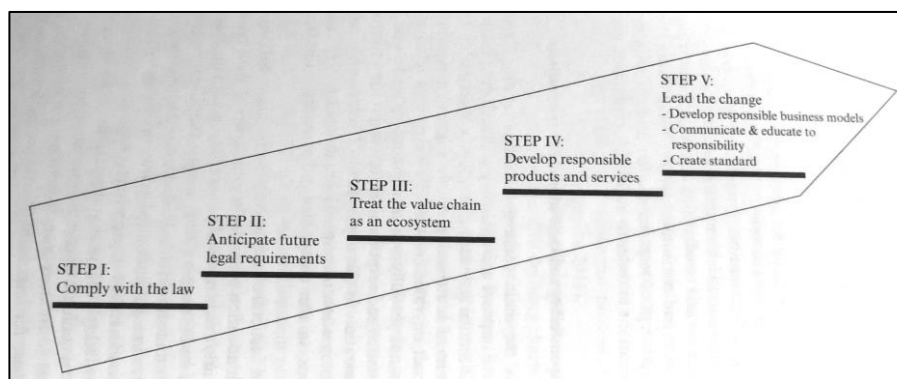 STEP I:
Comply with the law
STEP II:
Anticipate future
legal requirements
STEP III:
Treat the value chain
as an ecosystem
STEP IV:
Develop responsible
products and services
STEP V:
Lead the change
- Develop responsible business models
- Communicate & educate to
responsibility
- Create standard